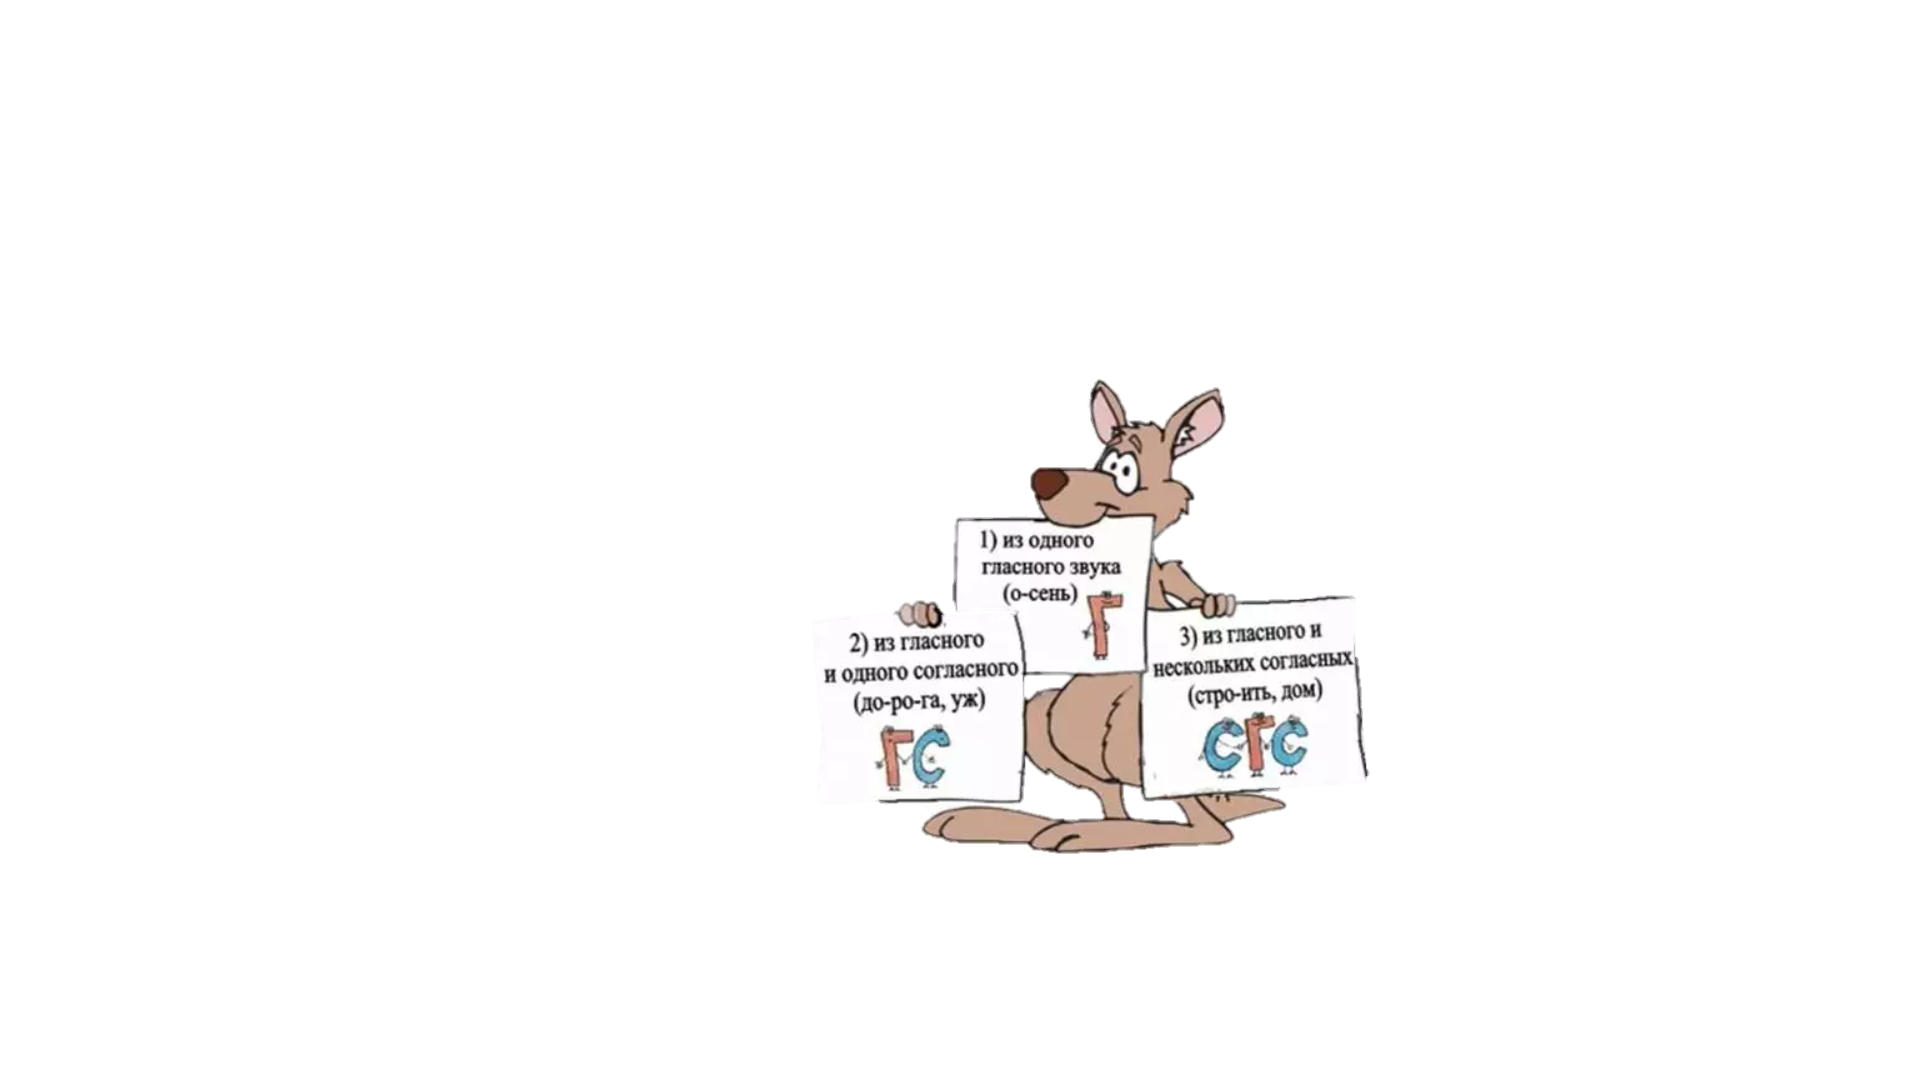 1) из одного
гласного звука
(о-сень)
Г
2) из гласного
и одного согласного
(до-ро-га, уж)
ГС
3) из гласного и
нескольких согласных
(стро-ить, дом)
СГС